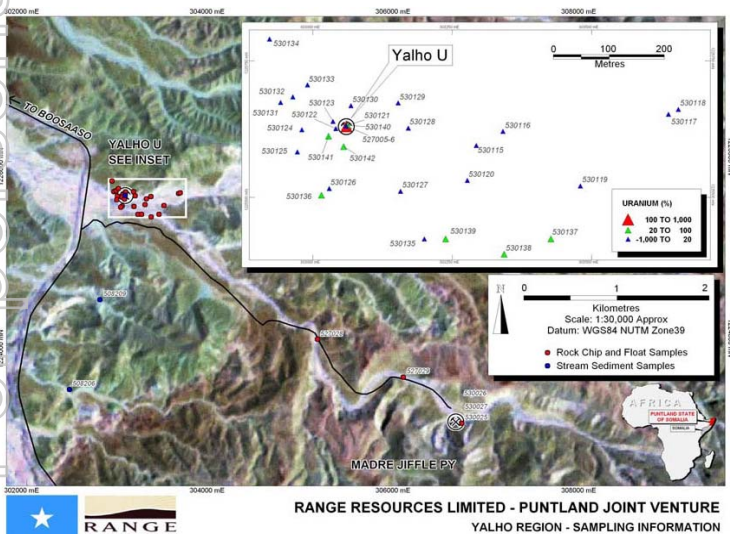 302000 mE
304000 mE
306000 mE
308000 mE
TO BOOSAASO
YALHO U
SEE INSET
Yalho U
0 100 200
Metres
530134
530133
530132
530131
530123
530122
530130
530129
530121
530140
527005-6
530124
530128
530125
530141
530142
530116
530118
530117
530115
530126
530127
530120
530119
530136
530135
530139
530138
530137
URANIUM (%)
100 TO 1,000
20 TO 100
-1,000 TO 20
N
0 1 2
Kilometres
Scale: 1:30,000 Approx
Datum: WGS84 NUTM Zone39
Rock Chip and Float Samples
Stream Sediment Samples
508209
508206
527028
527029
530026
530027
530028
MADRE JIFFLE PY
AFRICA
PUNTLAND STATE
OF SOMALIA
SOMALIA
302000 mE
304000 mE
306000 mE
308000 mE
RANGE
RANGE RESOURCES LIMITED - PUNTLAND JOINT VENTURE
YALHO REGION - SAMPLING INFORMATION